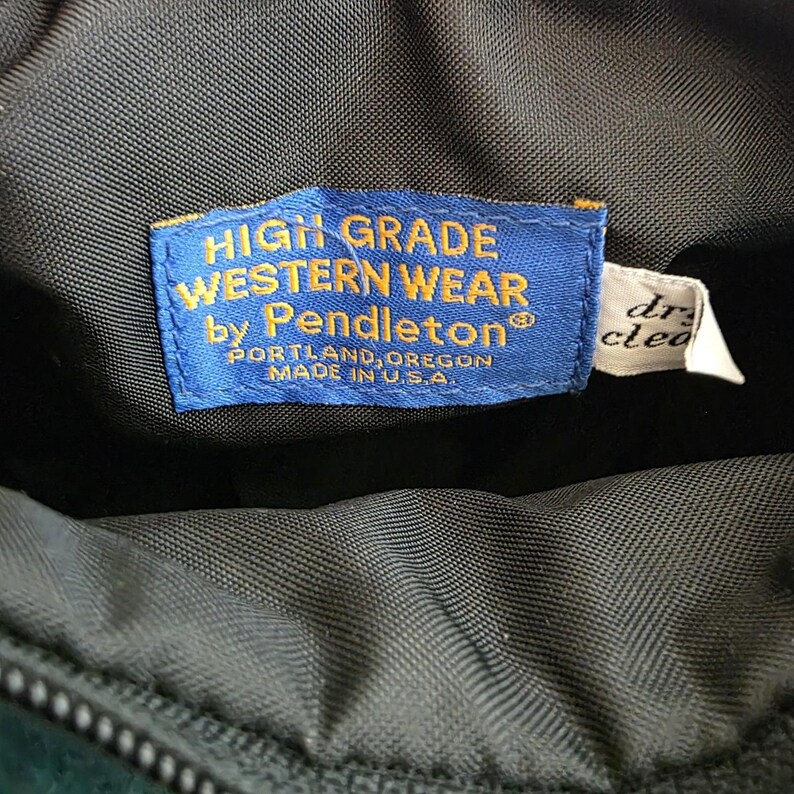 HIGH GRADE
WESTERN WEAR
by Pendleton®
PORTLAND, OREGON
MADE IN U.S.A.